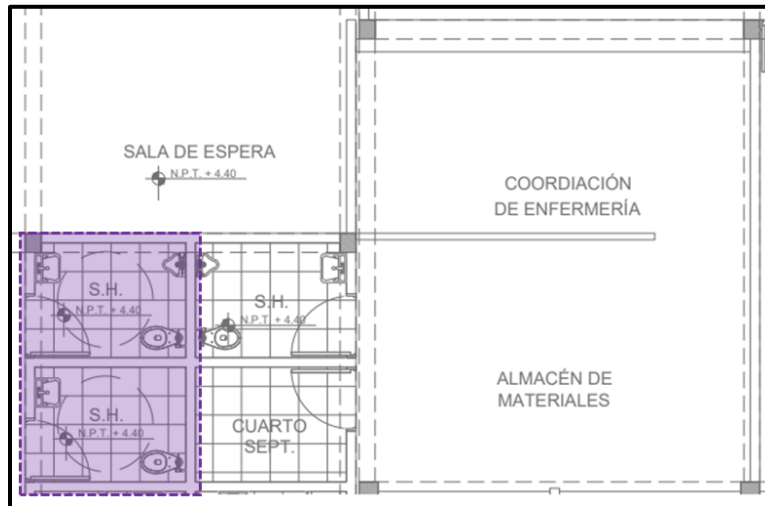 SALA DE ESPERA
N.P.T. + 4.40
COORDIACIÓN
DE ENFERMERÍA
S.H.
N.P.T. + 4.40
S.H.
N.P.T. + 4.40
ALMACÉN DE
MATERIALES
S.H.
N.P.T. + 4.40
CUARTO
SEPT.